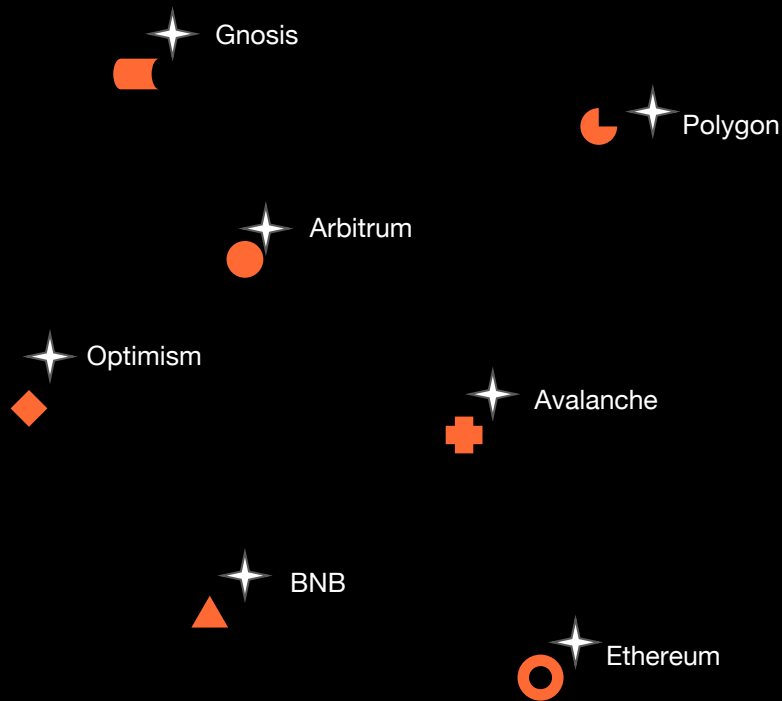 Gnosis
Polygon
Arbitrum
Optimism
Avalanche
BNB
Ethereum